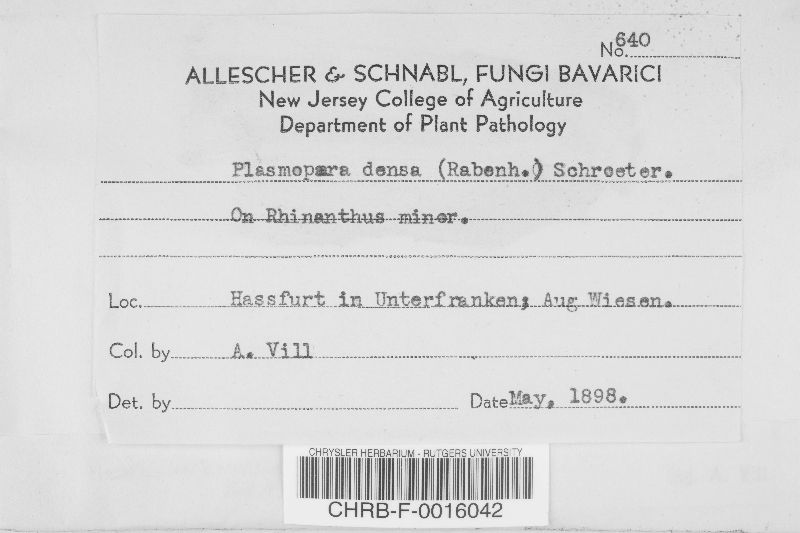 No. 640
ALLESCHER & SCHNABL, FUNGI BAVARICI
New Jersey College of Agriculture
Department of Plant Pathology
Plasmopara densa (Rabenh.) Schroeter.
On Rhinanthus minor.
Loc. Hassfurt in Unterfranken; Aug Wiesen.
Col. by A. Vill
Det. by Date May, 1898.
CHRYSLER HERBARIUM - RUTGERS UNIVERSITY
CHRB-F-0016042